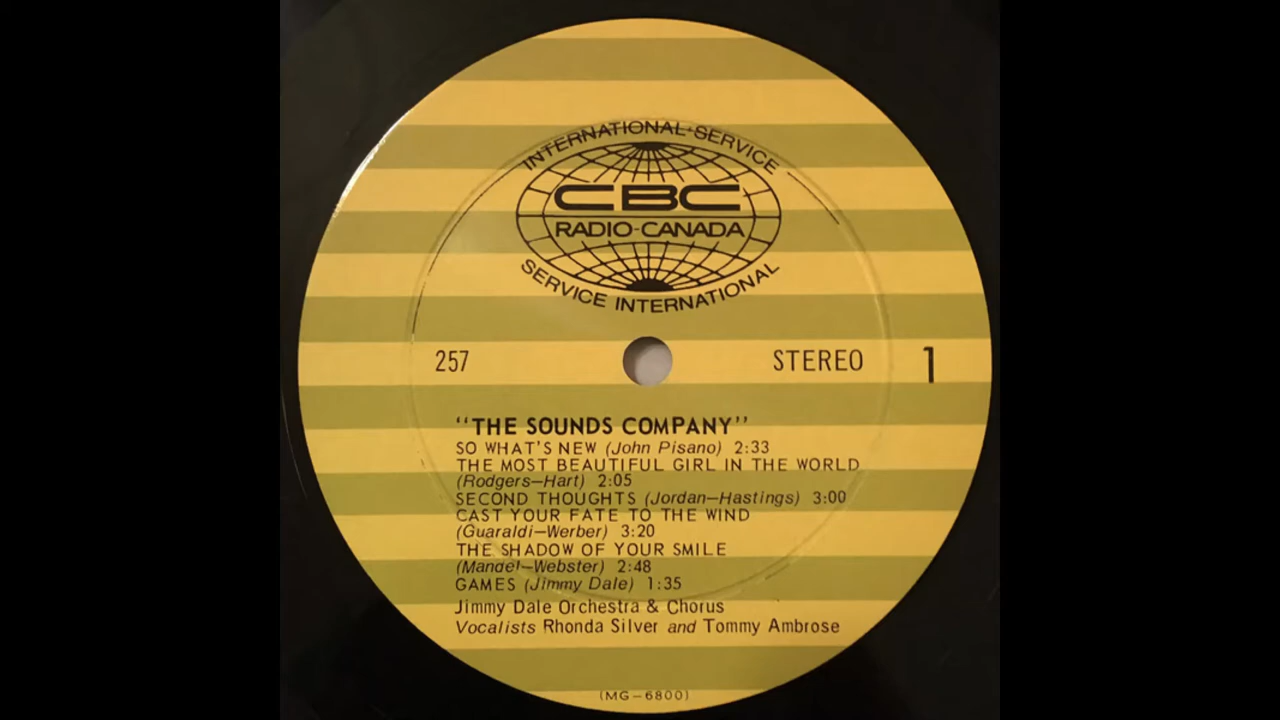 INTERNATIONAL·SERVICE
CBC
RADIO-CANADA
SERVICE INTERNATIONAL
257
STEREO
1
“THE SOUNDS COMPANY”
SO WHAT'S NEW (John Pisano) 2:33
THE MOST BEAUTIFUL GIRL IN THE WORLD
(Rodgers—Hart) 2:05
SECOND THOUGHTS (Jordan—Hastings) 3:00
CAST YOUR FATE TO THE WIND
(Guaraldi—Werber) 3:20
THE SHADOW OF YOUR SMILE
(Mandel—Webster) 2:48
GAMES (Jimmy Dale) 1:35
Jimmy Dale Orchestra & Chorus
Vocalists Rhonda Silver and Tommy Ambrose
(MG—6800)